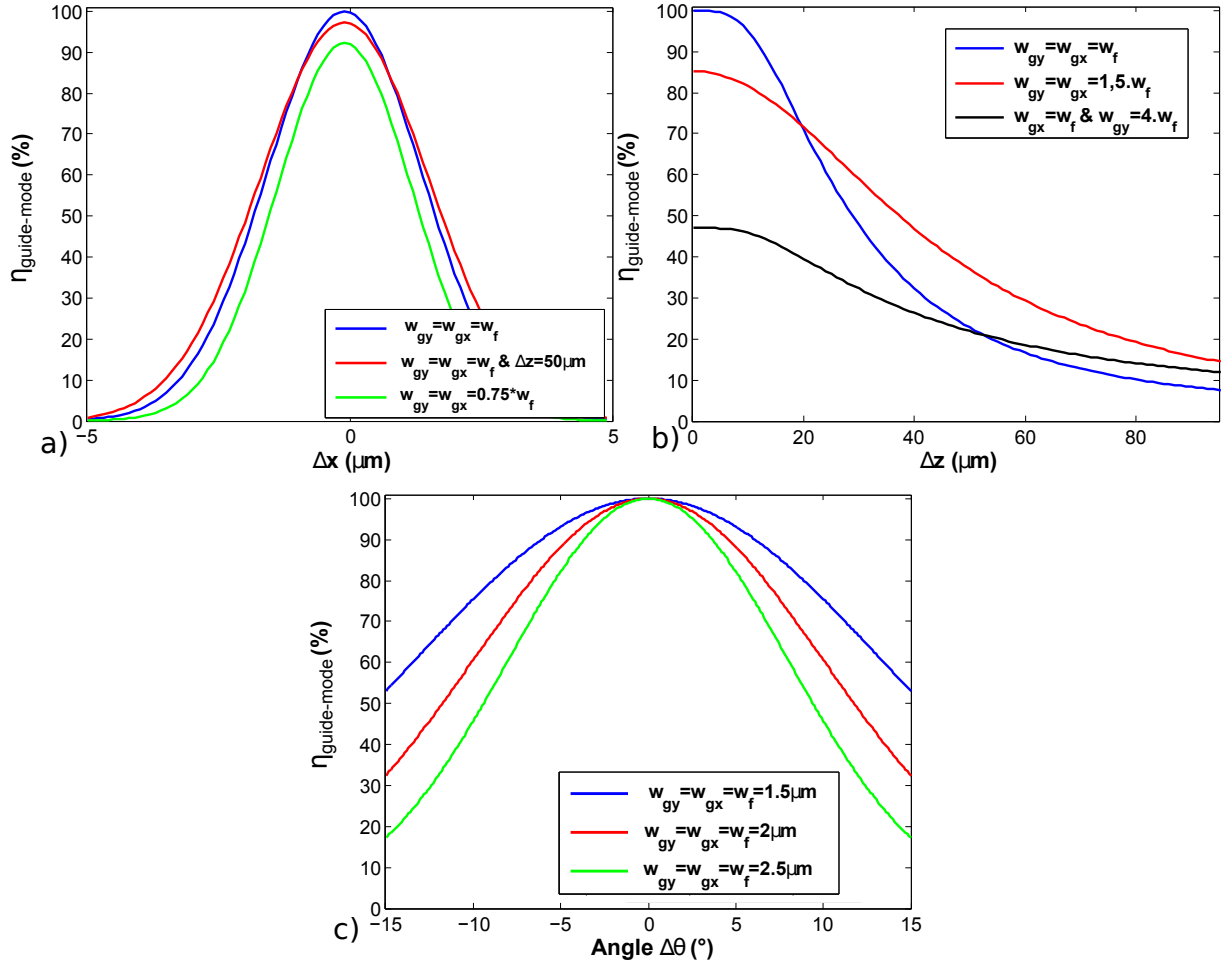 100
90
80
70
60
50
40
30
20
10
0
η guide-mode (%)
w gy =w gx =w f
w gy =w gx =w f & Δz=50µm
w gy =w gx =0.75*w f
−5
0
5
Δx (µm)
a)
100
90
80
70
60
50
40
30
20
10
0
η guide-mode (%)
w gy =w gx =w f
w gy =w gx =1,5.w f
w gx =w f & w gy =4.w f
0
20
40
60
80
Δz (µm)
b)
100
90
80
70
60
50
40
30
20
10
0
η guide-mode (%)
w gy =w gx =w f =1.5µm
w gy =w gx =w f =2µm
w gy =w gx =w f =2.5µm
−15
−10
−5
0
5
10
15
Angle Δθ (°)
c)